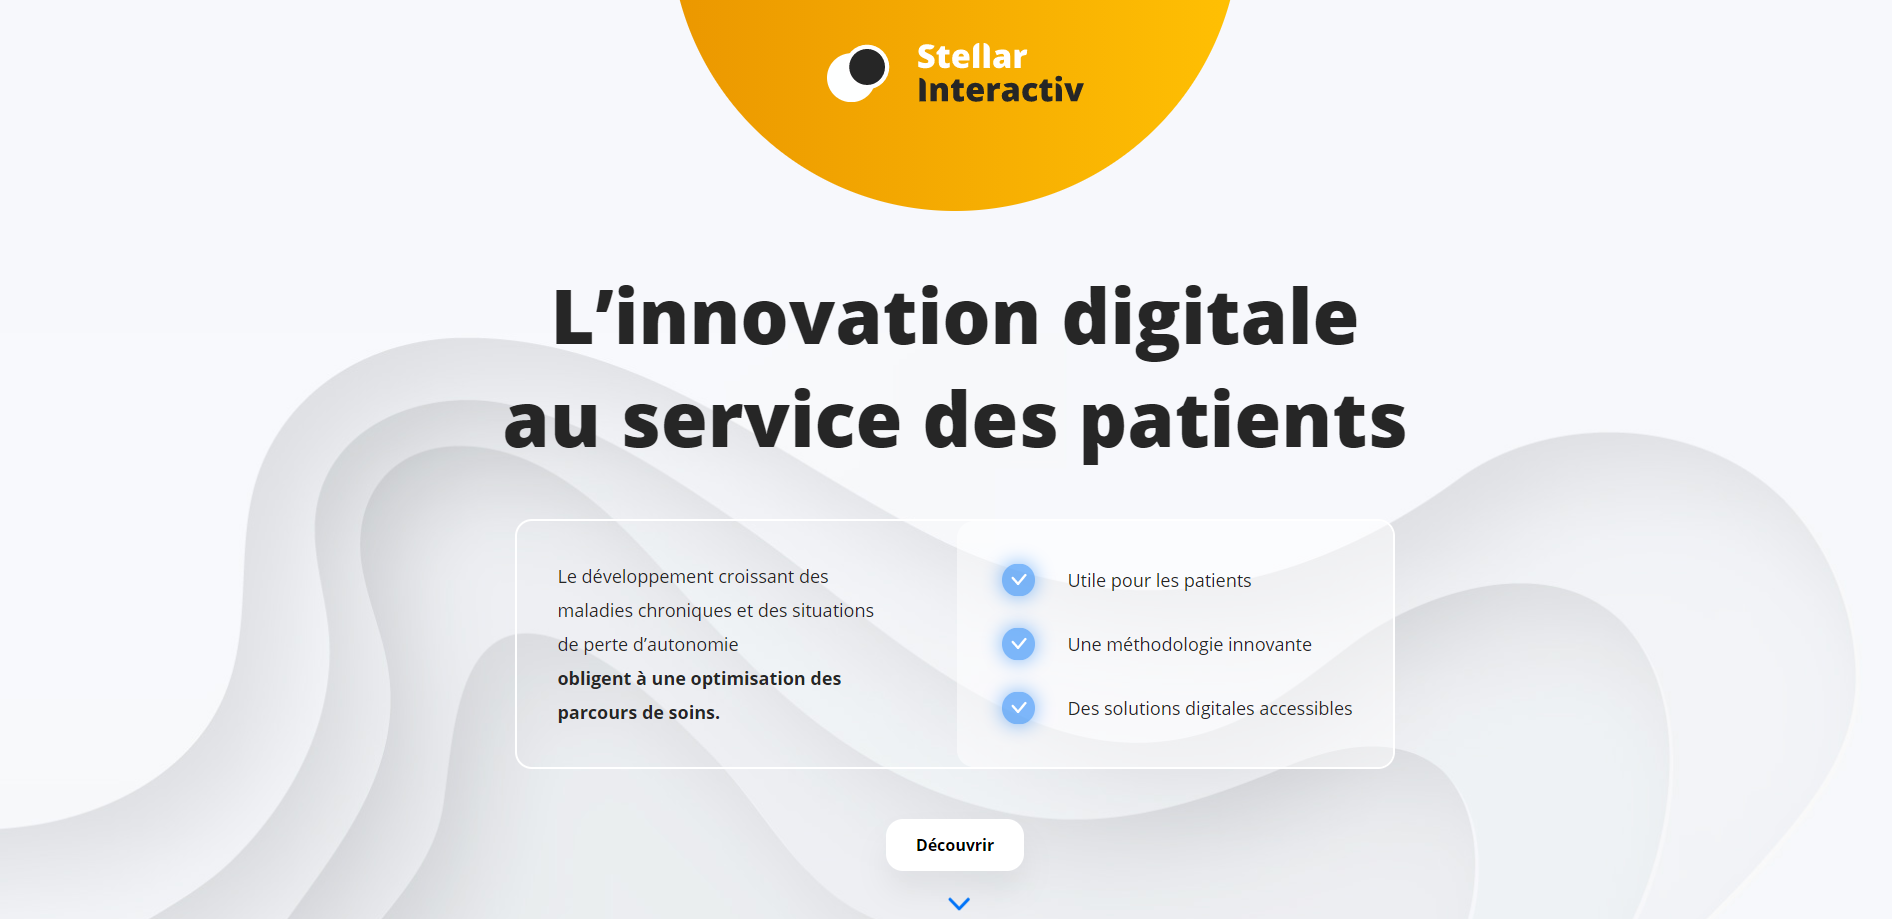 Stellar
Interactiv
L’innovation digitale
au service des patients
Le développement croissant des
maladies chroniques et des situations
de perte d’autonomie
obligent à une optimisation des
parcours de soins.
Utile pour les patients
Une méthodologie innovante
Des solutions digitales accessibles
Découvrir